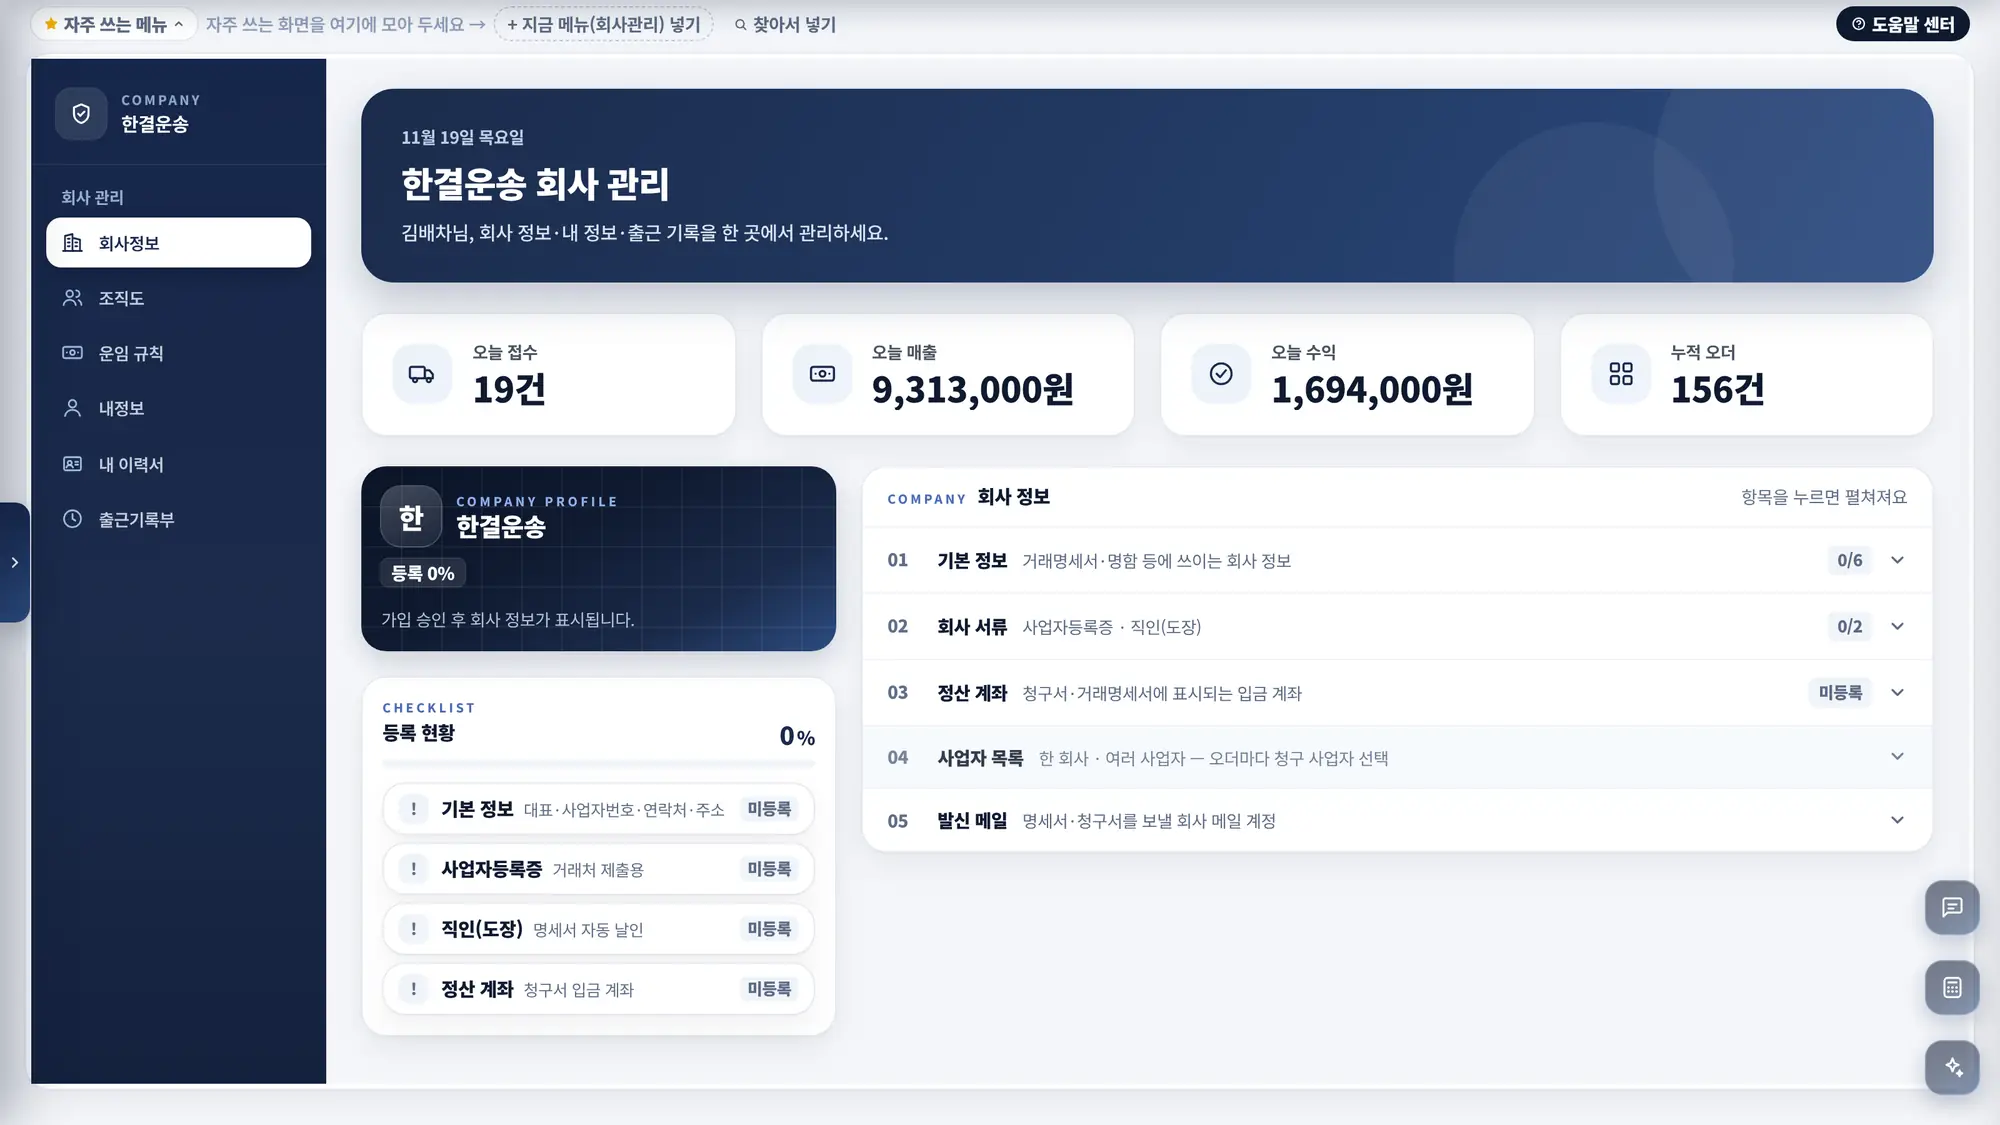 자주 쓰는 메뉴
자주 쓰는 화면을 여기에 모아 두세요 →
+ 지금 메뉴(회사관리) 넣기
찾아서 넣기
도움말 센터
COMPANY
한결운송
회사 관리
회사정보
조직도
운임 규칙
내정보
내 이력서
출근기록부
11월 19일 목요일
한결운송 회사 관리
김배차님, 회사 정보·내 정보·출근 기록을 한 곳에서 관리하세요.
오늘 접수
19건
오늘 매출
9,313,000원
오늘 수익
1,694,000원
누적 오더
156건
한
COMPANY PROFILE
한결운송
등록 0%
가입 승인 후 회사 정보가 표시됩니다.
CHECKLIST
등록 현황
0%
! 기본 정보 대표·사업자번호·연락처·주소 미등록
! 사업자등록증 거래처 제출용 미등록
! 직인(도장) 명세서 자동 날인 미등록
! 정산 계좌 청구서 입금 계좌 미등록
COMPANY 회사 정보 항목을 누르면 펼쳐져요
01 기본 정보 거래명세서·명함 등에 쓰이는 회사 정보 0/6
02 회사 서류 사업자등록증 · 직인(도장) 0/2
03 정산 계좌 청구서·거래명세서에 표시되는 입금 계좌 미등록
04 사업자 목록 한 회사 · 여러 사업자 — 오더마다 청구 사업자 선택
05 발신 메일 명세서·청구서를 보낼 회사 메일 계정